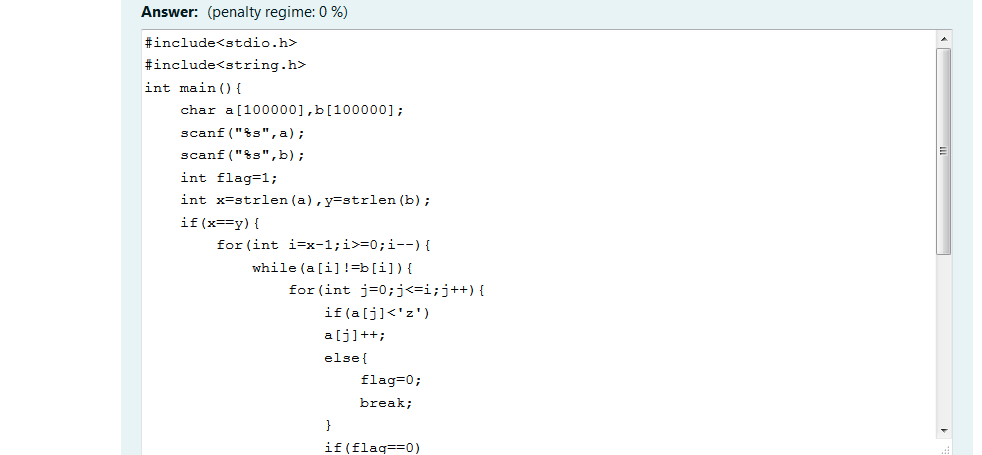 Answer: (penalty regime: 0 %)
#include<stdio.h>
#include<string.h>
int main(){
    char a[100000],b[100000];
    scanf("%s",a);
    scanf("%s",b);
    int flag=1;
    int x=strlen(a),y=strlen(b);
    if(x==y){
        for(int i=x-1;i>=0;i--){
            while(a[i]!=b[i]){
                for(int j=0;j<=i;j++){
                    if(a[j]<'z')
                    a[j]++;
                    else{
                        flag=0;
                        break;
                    }
                    if(flag==0)